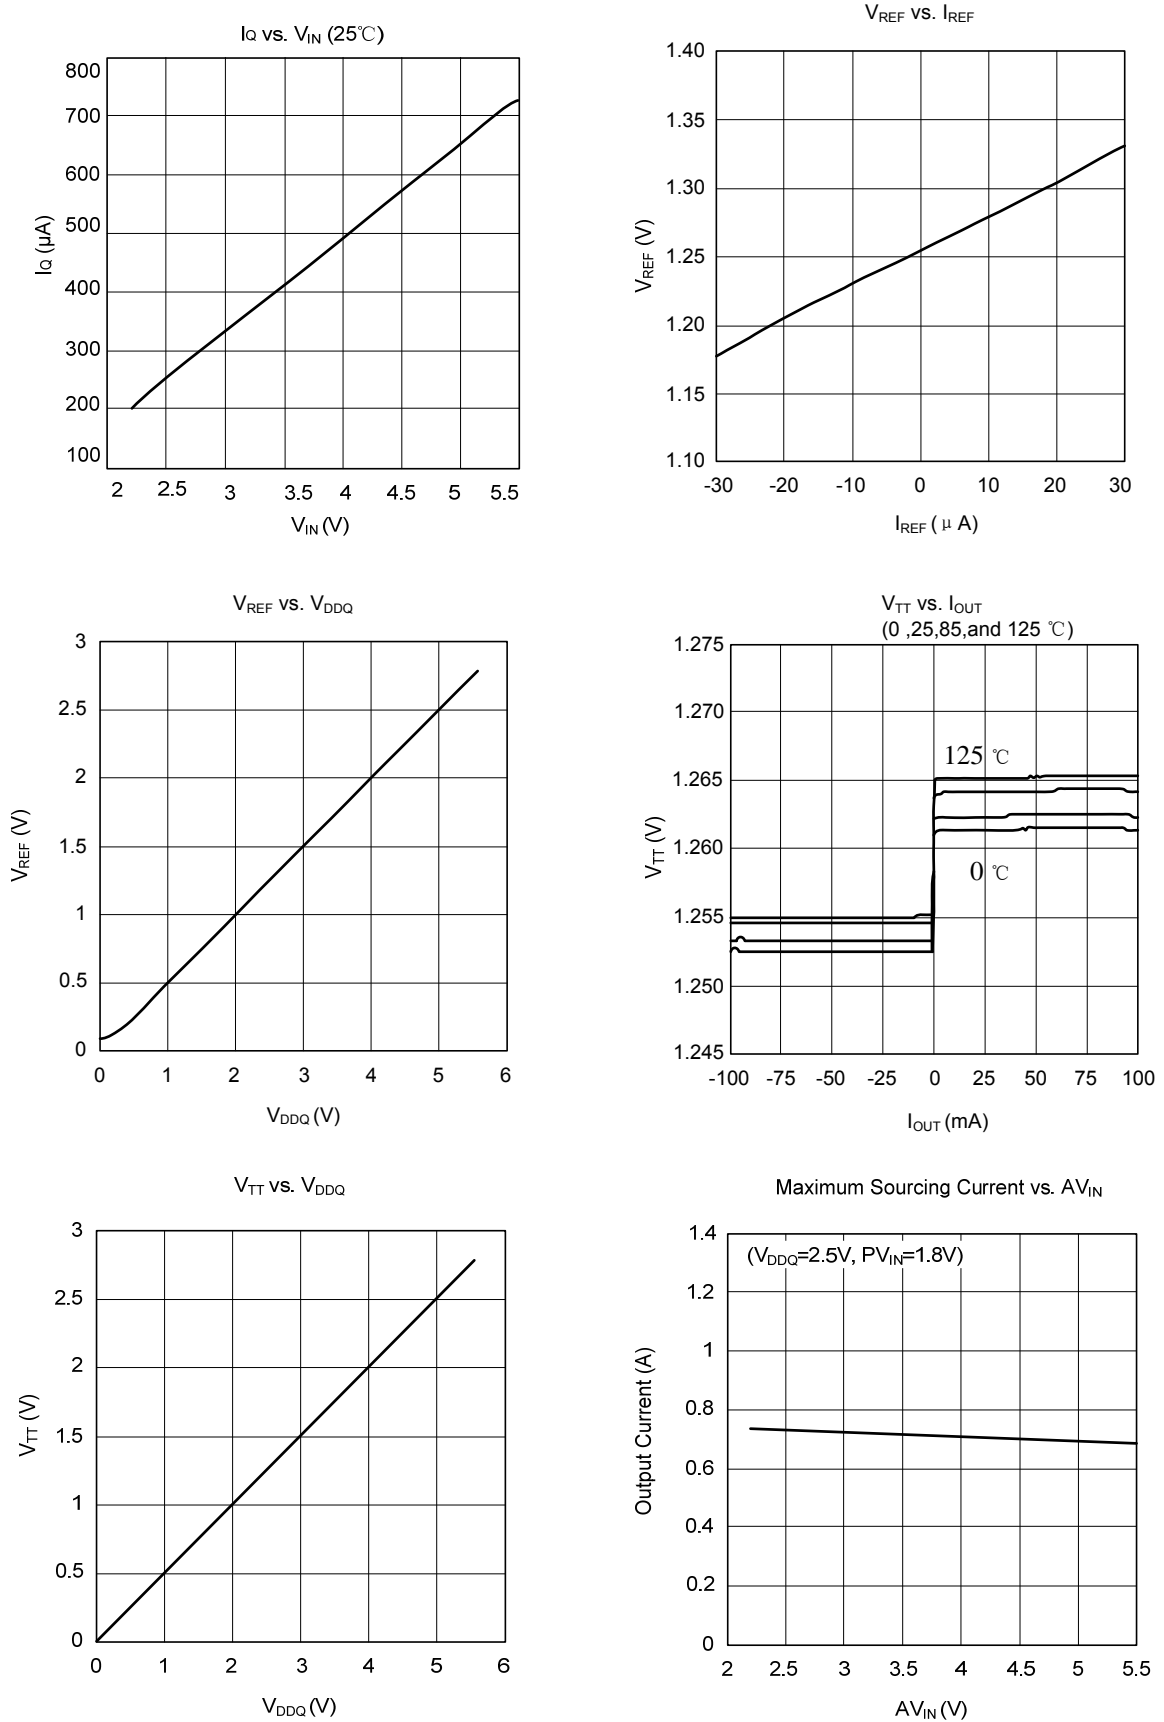 IQ vs. VIN (25℃)
800
700
600
500
400
300
200
100
IQ (µA)
2 2.5 3 3.5 4 4.5 5 5.5
VIN (V)
VREF vs. IREF
1.40
1.35
1.30
1.25
1.20
1.15
1.10
VREF (V)
-30 -20 -10 0 10 20 30
IREF ( μ A)
VREF vs. VDDQ
3
2.5
2
1.5
1
0.5
0
VREF (V)
0 1 2 3 4 5 6
VDDQ (V)
VTT vs. IOUT
(0 ,25,85,and 125 ℃)
1.275
1.270
1.265
1.260
1.255
1.250
1.245
VTT (V)
125 ℃
0 ℃
-100 -75 -50 -25 0 25 50 75 100
IOUT (mA)
VTT vs. VDDQ
3
2.5
2
1.5
1
0.5
0
VTT (V)
0 1 2 3 4 5 6
VDDQ (V)
Maximum Sourcing Current vs. AVIN
(VDDQ=2.5V, PVIN=1.8V)
1.4
1.2
1
0.8
0.6
0.4
0.2
0
Output Current (A)
2 2.5 3 3.5 4 4.5 5 5.5
AVIN (V)